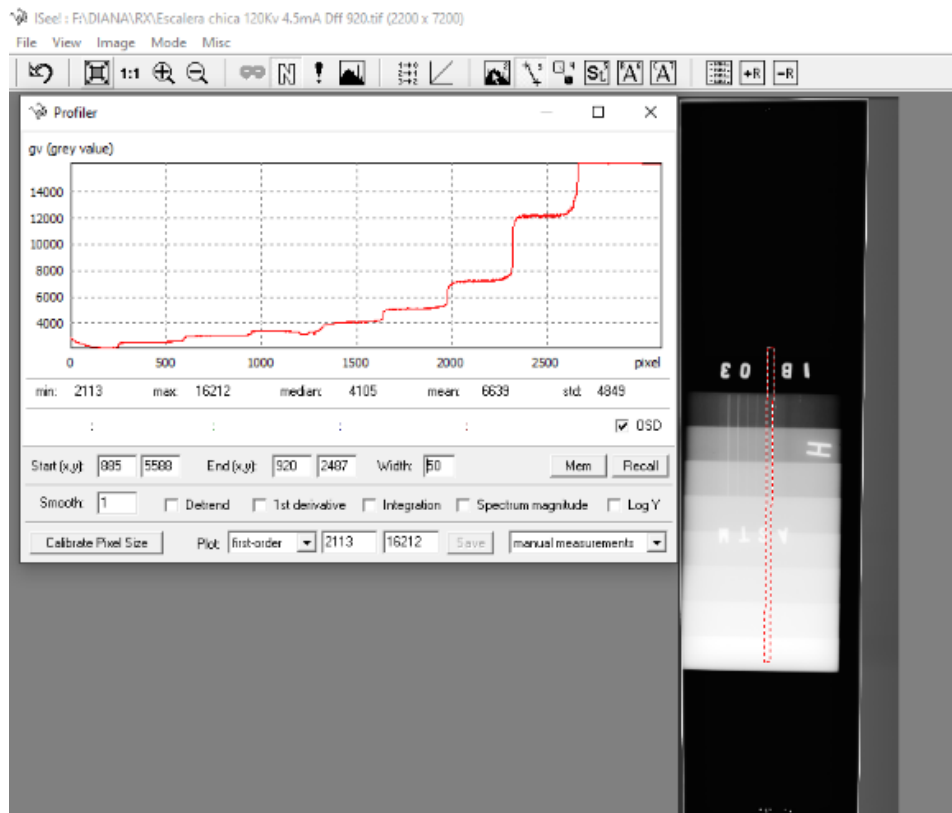 ISee! : F:\DIANA\RX\Escalera chica 120Kv 4.5mA Dff 920.tif (2200 x 7200)
File View Image Mode Misc
1:1 N +R -R
Profiler
gv (grey value)
14000
12000
10000
8000
6000
4000
0 500 1000 1500 2000 2500 pixel
min: 2113 max: 16212 median: 4105 mean: 6639 std: 4849
: : : : OSD
Start (x,y): 885 5588 End (x,y): 920 2487 Width: 50 Mem Recall
Smooth: 1 Detrend 1st derivative Integration Spectrum magnitude Log Y
Calibrate Pixel Size Plot: first-order 2113 16212 Save manual measurements
H
ASTM